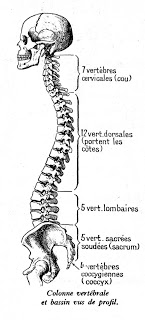 7 vertèbres
cervicales (cou)
12 vert. dorsales
(portent les
côtes)
5 vert. lombaires
5 vert. sacrées
soudées (sacrum)
4 vertèbres
coccygiennes
(coccyx)
Colonne vertébrale
et bassin vus de profil.